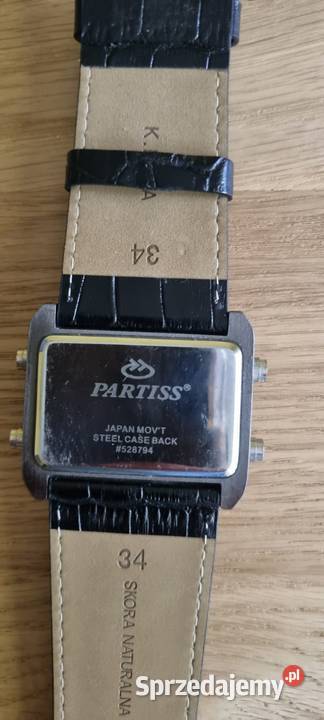 34
PARTISS®
JAPAN MOV'T
STEEL CASE BACK
#528794
34
SKÓRA NATURALNA
Sprzedajemy.pl